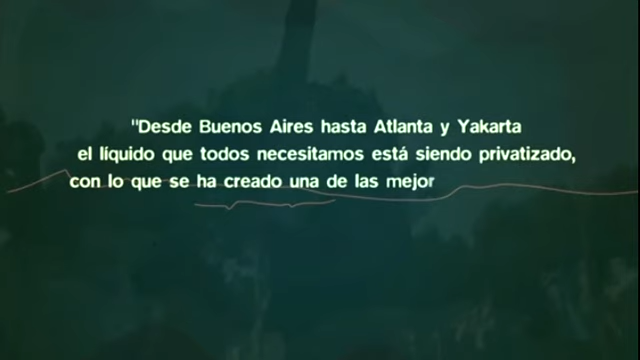 "Desde Buenos Aires hasta Atlanta y Yakarta
el líquido que todos necesitamos está siendo privatizado,
con lo que se ha creado una de las mejor